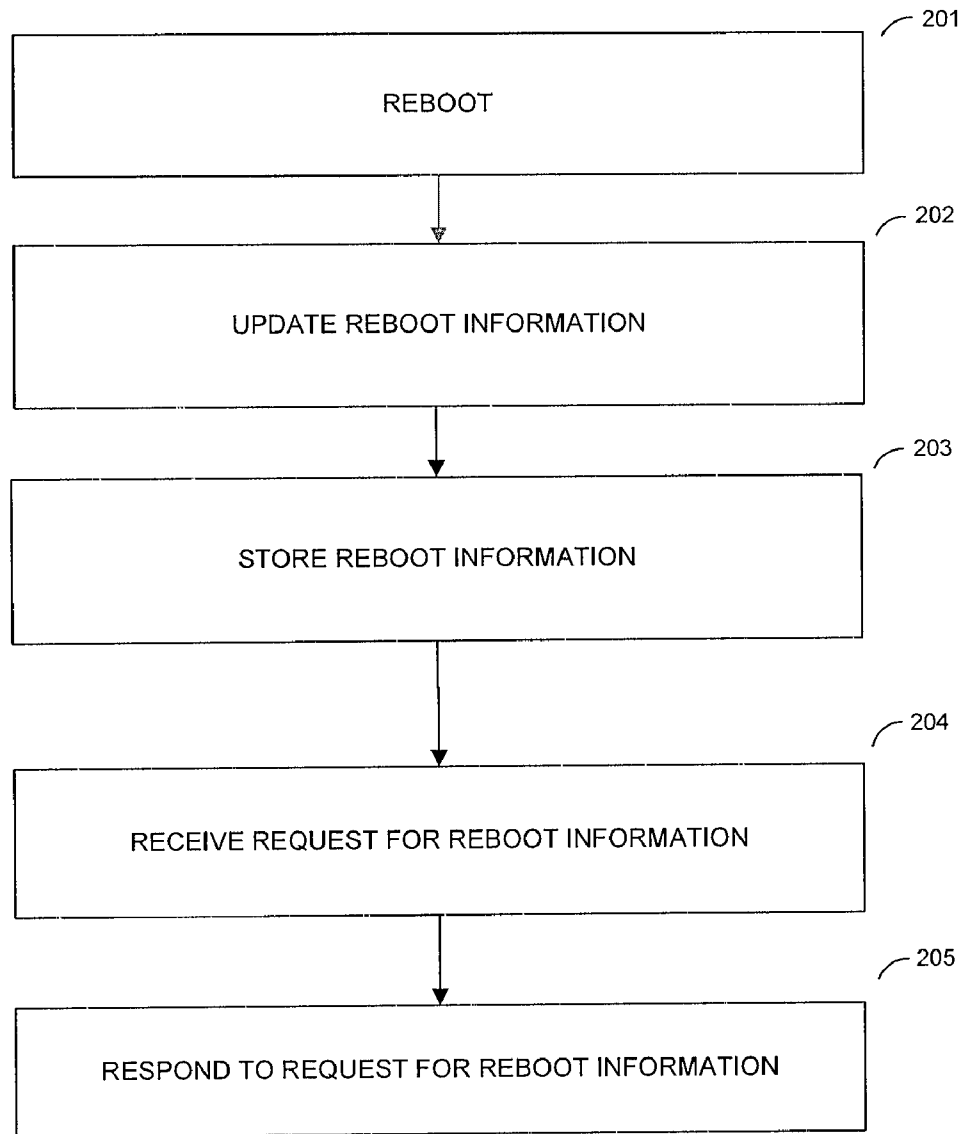 201
REBOOT
202
UPDATE REBOOT INFORMATION
203
STORE REBOOT INFORMATION
204
RECEIVE REQUEST FOR REBOOT INFORMATION
205
RESPOND TO REQUEST FOR REBOOT INFORMATION